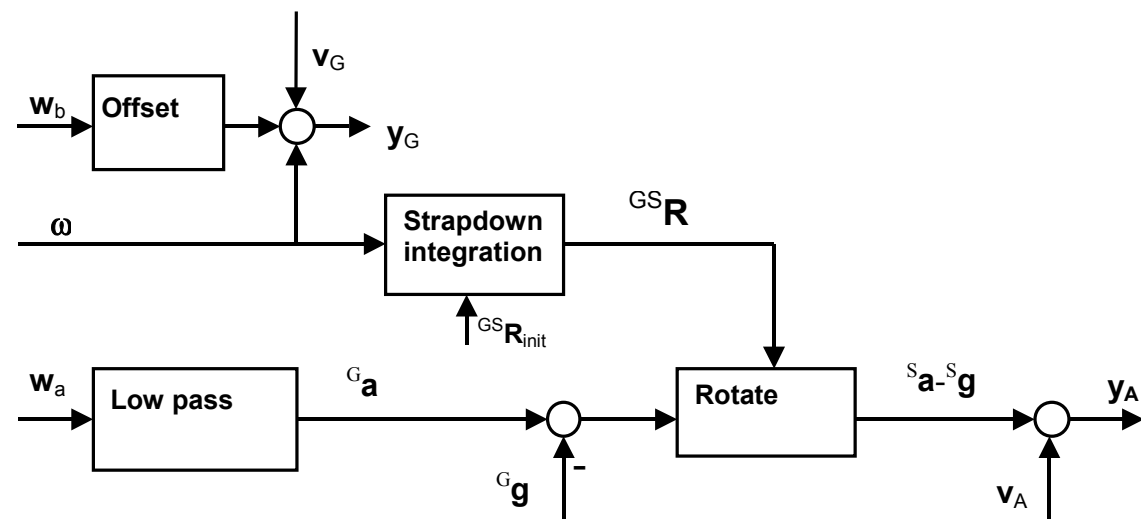 v_G
w_b
Offset
y_G
ω
Strapdown
integration
^GS R
^GS R_init
w_a
Low pass
^G a
Rotate
^S a-^S g
y_A
-
^G g
v_A